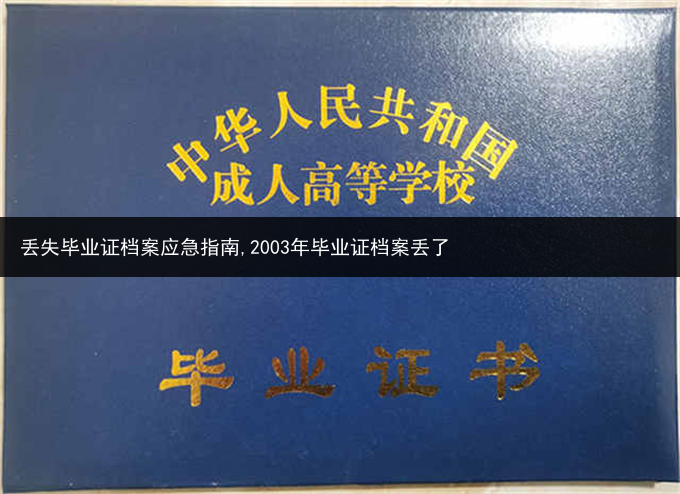 中华人民共和国
成人高等学校
丢失毕业证档案应急指南,2003年毕业证档案丢了
毕业证书